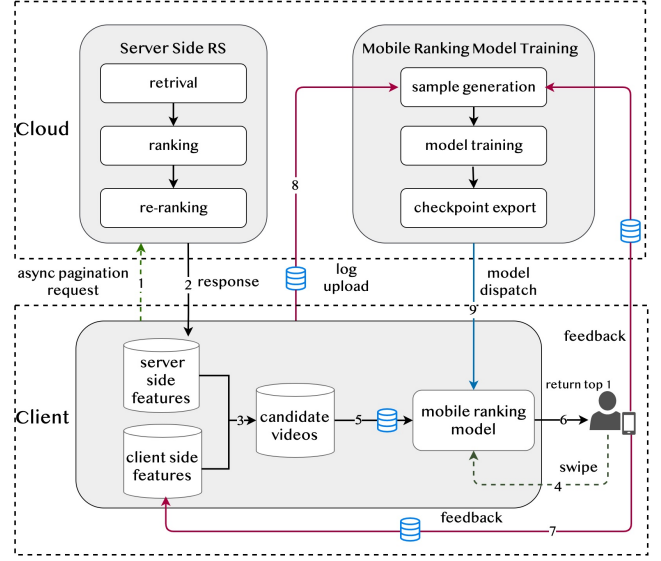 Server Side RS
retrival
ranking
re-ranking
Mobile Ranking Model Training
sample generation
model training
checkpoint export
Cloud
8
async pagination
request
1
2
response
log
upload
model
dispatch
9
feedback
Client
server
side
features
client side
features
3
candidate
videos
5
mobile ranking
model
return top 1
6
swipe
4
feedback
7